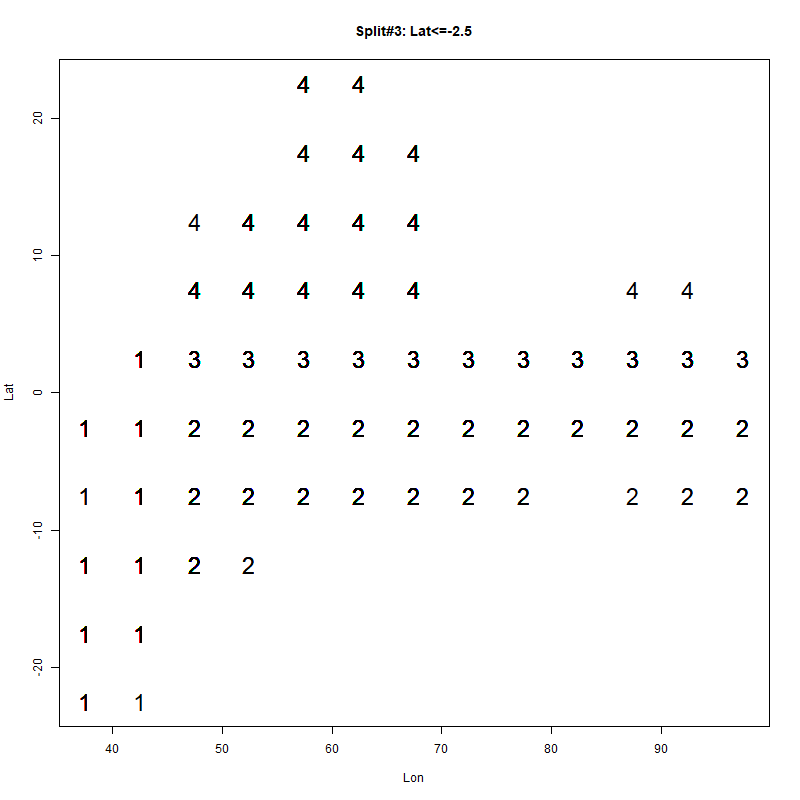 Split#3: Lat<=-2.5
4 4
20
4 4 4
4 4 4 4 4
10
4 4 4 4 4 4 4
1 3 3 3 3 3 3 3 3 3 3 3
0
Lat
1 1 2 2 2 2 2 2 2 2 2 2 2
1 1 2 2 2 2 2 2 2 2 2 2
-10
1 1 2 2
1 1
-20
1 1
40 50 60 70 80 90
Lon